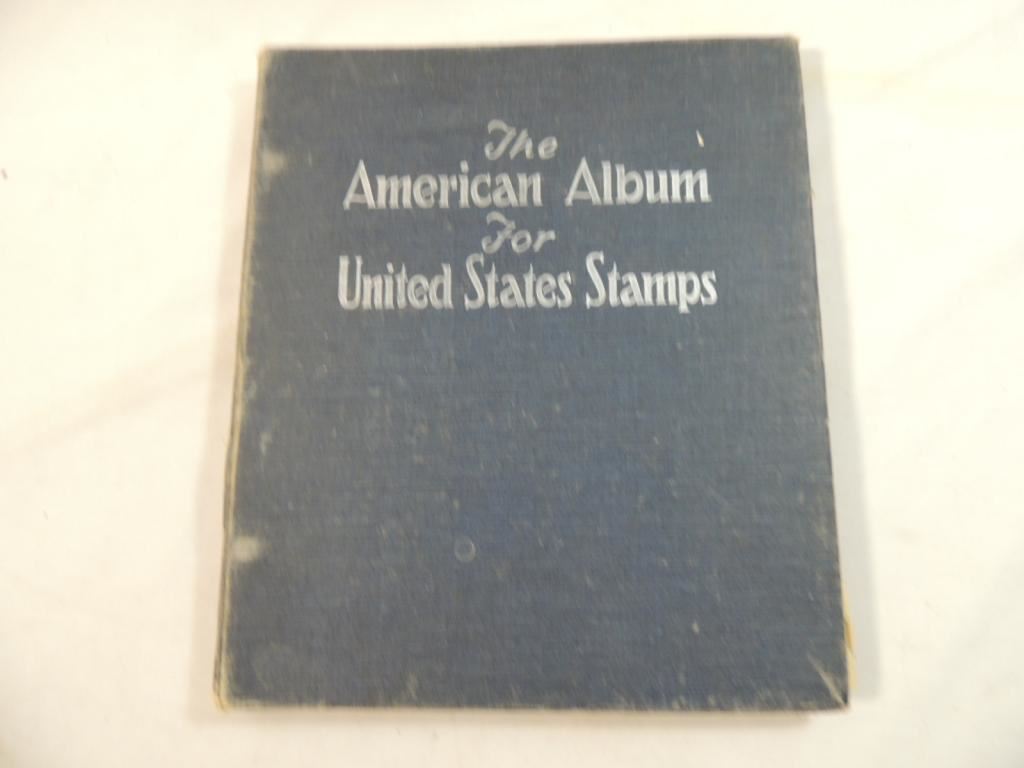 The
American Album
For
United States Stamps